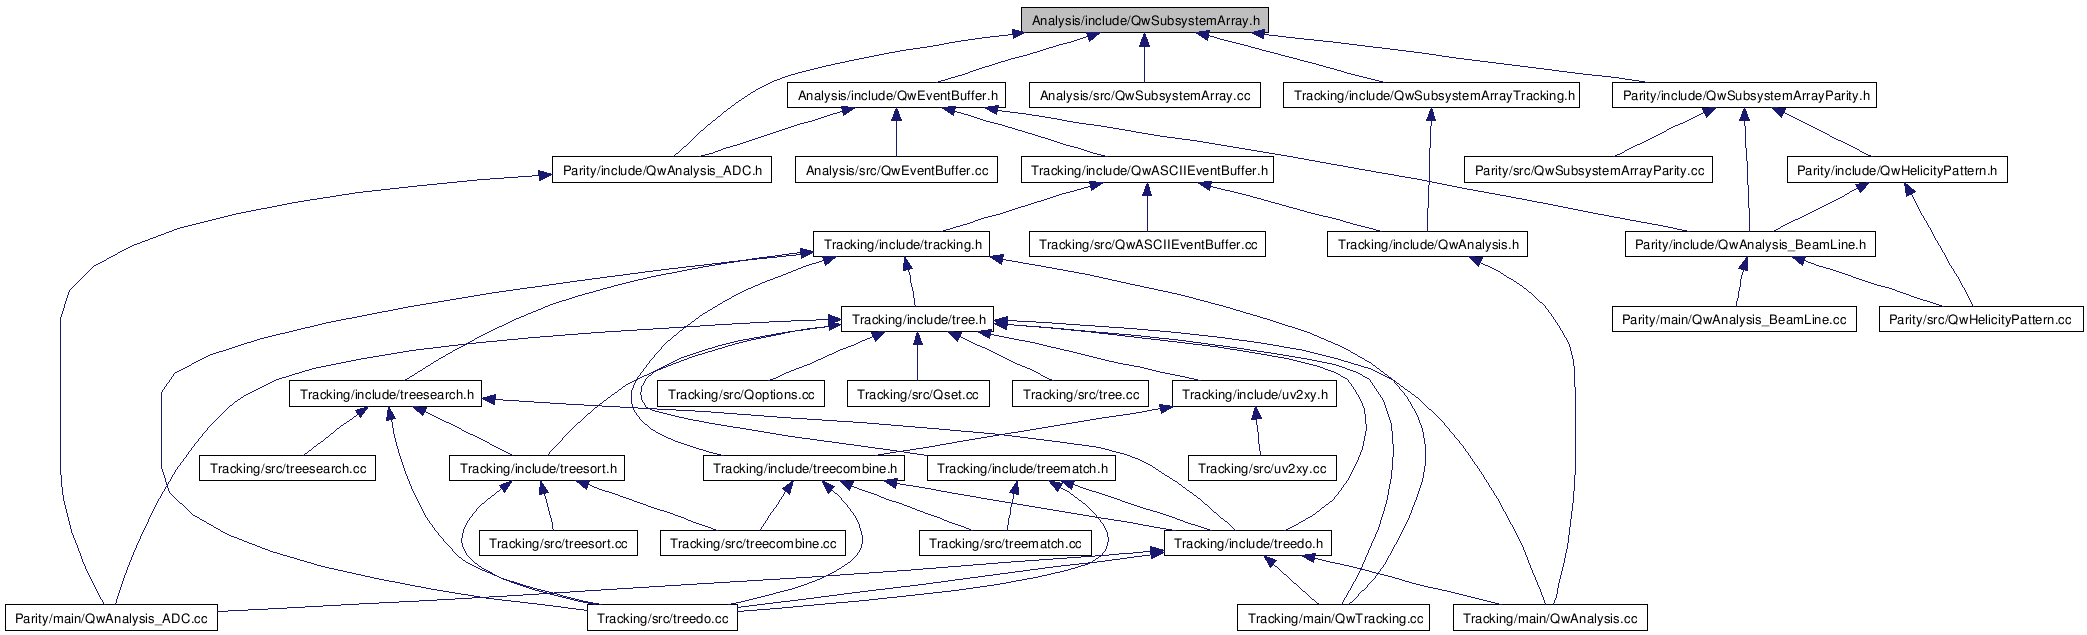 Analysis/include/QwSubsystemArray.h
Analysis/include/QwEventBuffer.h
Analysis/src/QwSubsystemArray.cc
Tracking/include/QwSubsystemArrayTracking.h
Parity/include/QwSubsystemArrayParity.h
Parity/include/QwAnalysis_ADC.h
Analysis/src/QwEventBuffer.cc
Tracking/include/QwASCIIEventBuffer.h
Parity/src/QwSubsystemArrayParity.cc
Parity/include/QwHelicityPattern.h
Tracking/include/tracking.h
Tracking/src/QwASCIIEventBuffer.cc
Tracking/include/QwAnalysis.h
Parity/include/QwAnalysis_BeamLine.h
Tracking/include/tree.h
Parity/main/QwAnalysis_BeamLine.cc
Parity/src/QwHelicityPattern.cc
Tracking/include/treesearch.h
Tracking/src/Qoptions.cc
Tracking/src/Qset.cc
Tracking/src/tree.cc
Tracking/include/uv2xy.h
Tracking/src/treesearch.cc
Tracking/include/treesort.h
Tracking/include/treecombine.h
Tracking/include/treematch.h
Tracking/src/uv2xy.cc
Tracking/src/treesort.cc
Tracking/src/treecombine.cc
Tracking/src/treematch.cc
Tracking/include/treedo.h
Parity/main/QwAnalysis_ADC.cc
Tracking/src/treedo.cc
Tracking/main/QwTracking.cc
Tracking/main/QwAnalysis.cc